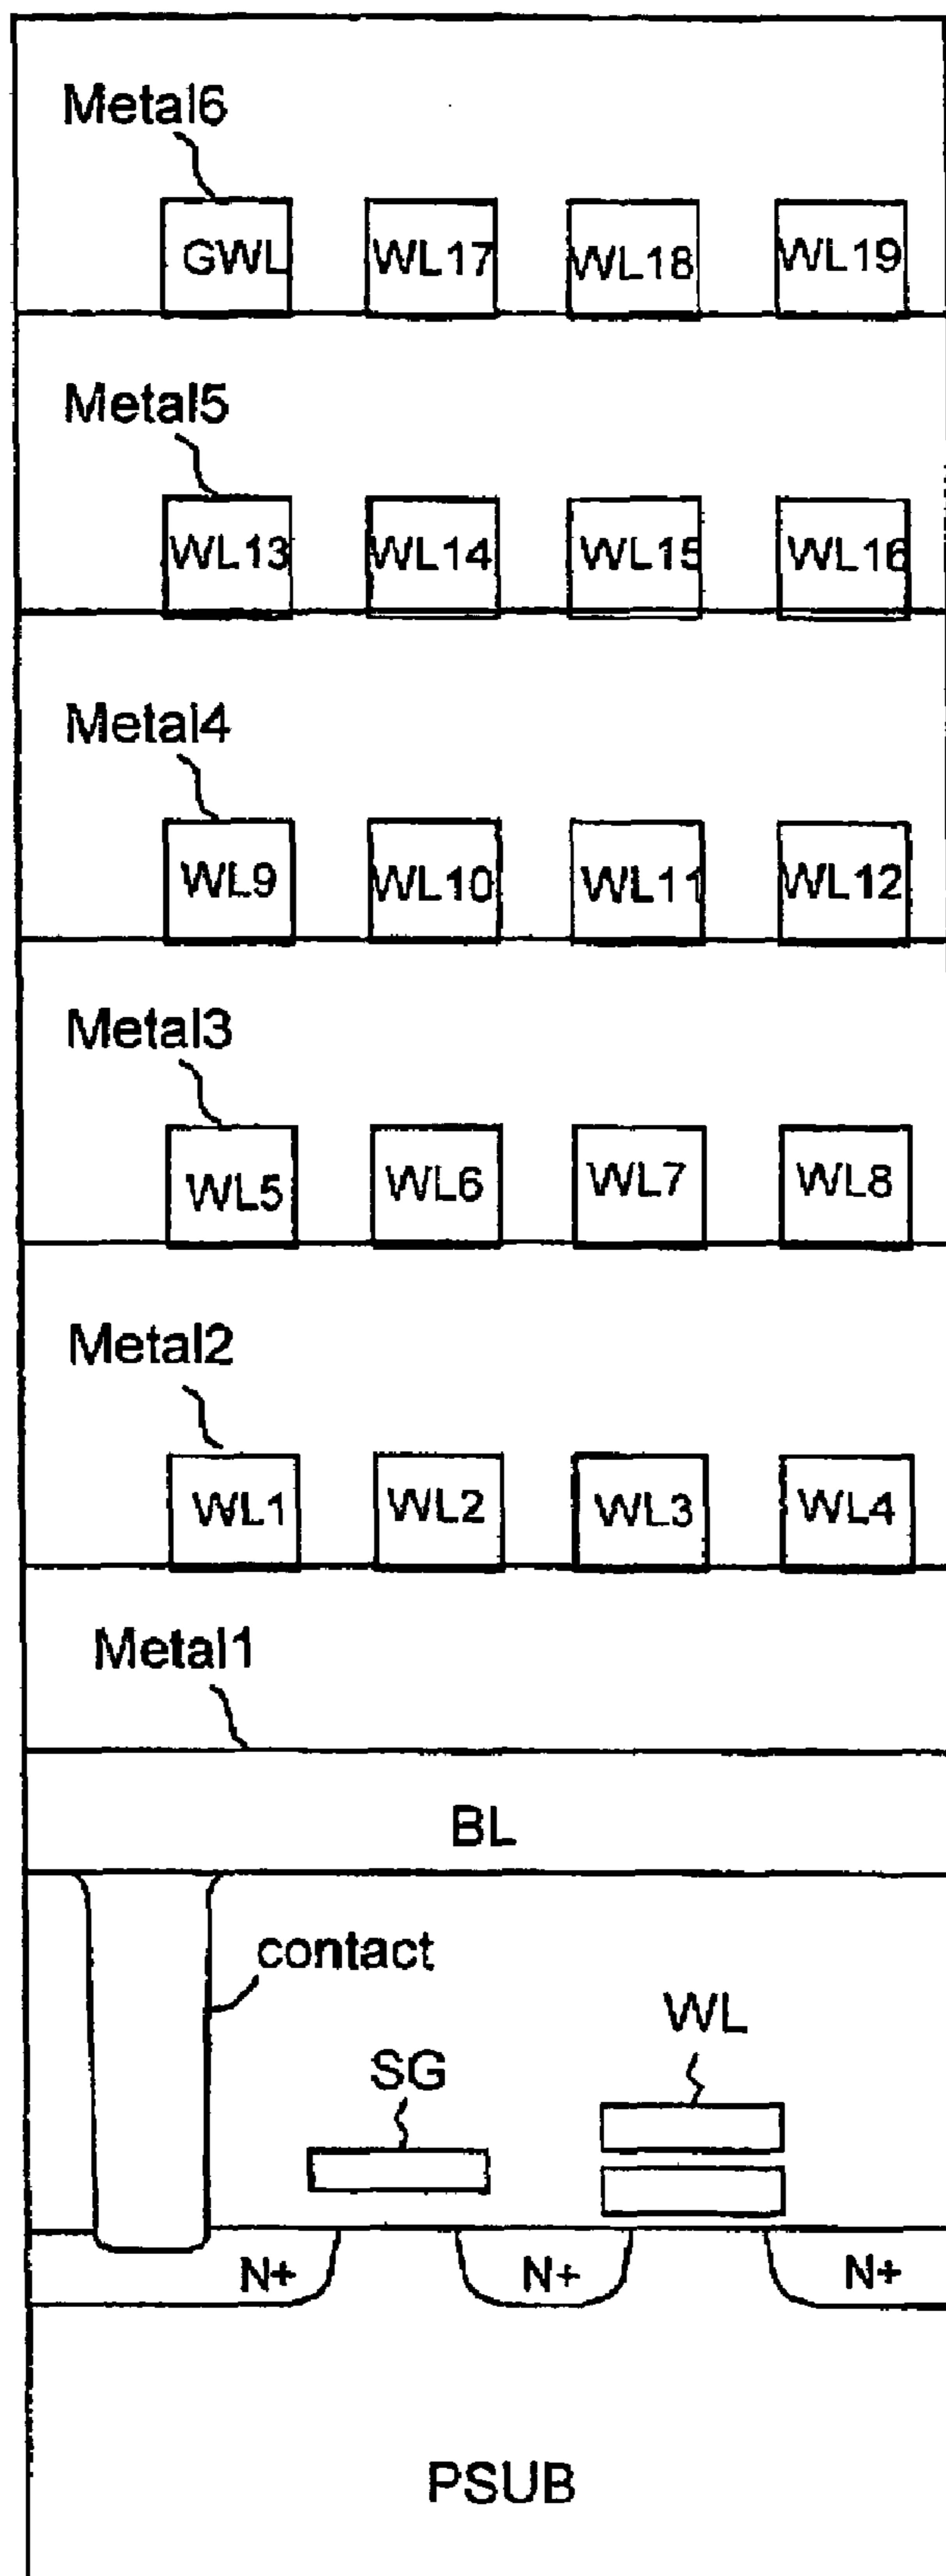 Metal6
GWL WL17 WL18 WL19
Metal5
WL13 WL14 WL15 WL16
Metal4
WL9 WL10 WL11 WL12
Metal3
WL5 WL6 WL7 WL8
Metal2
WL1 WL2 WL3 WL4
Metal1
BL
contact
WL
SG
N+ N+ N+
PSUB